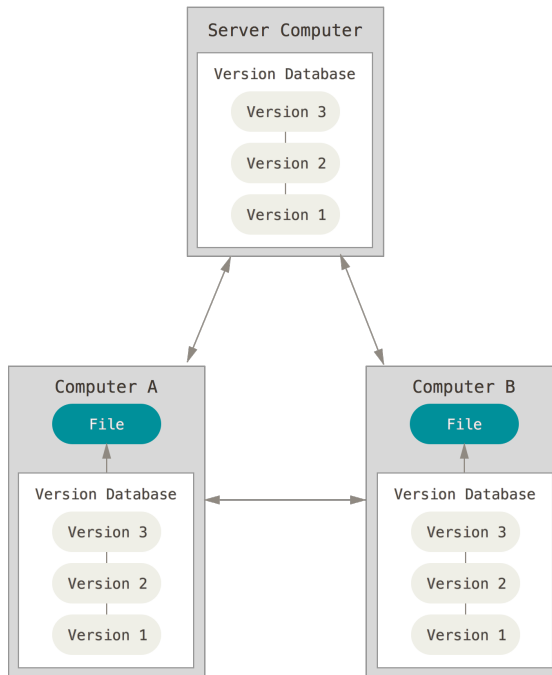 Server Computer
Version Database
Version 3
Version 2
Version 1
Computer A
File
Version Database
Version 3
Version 2
Version 1
Computer B
File
Version Database
Version 3
Version 2
Version 1